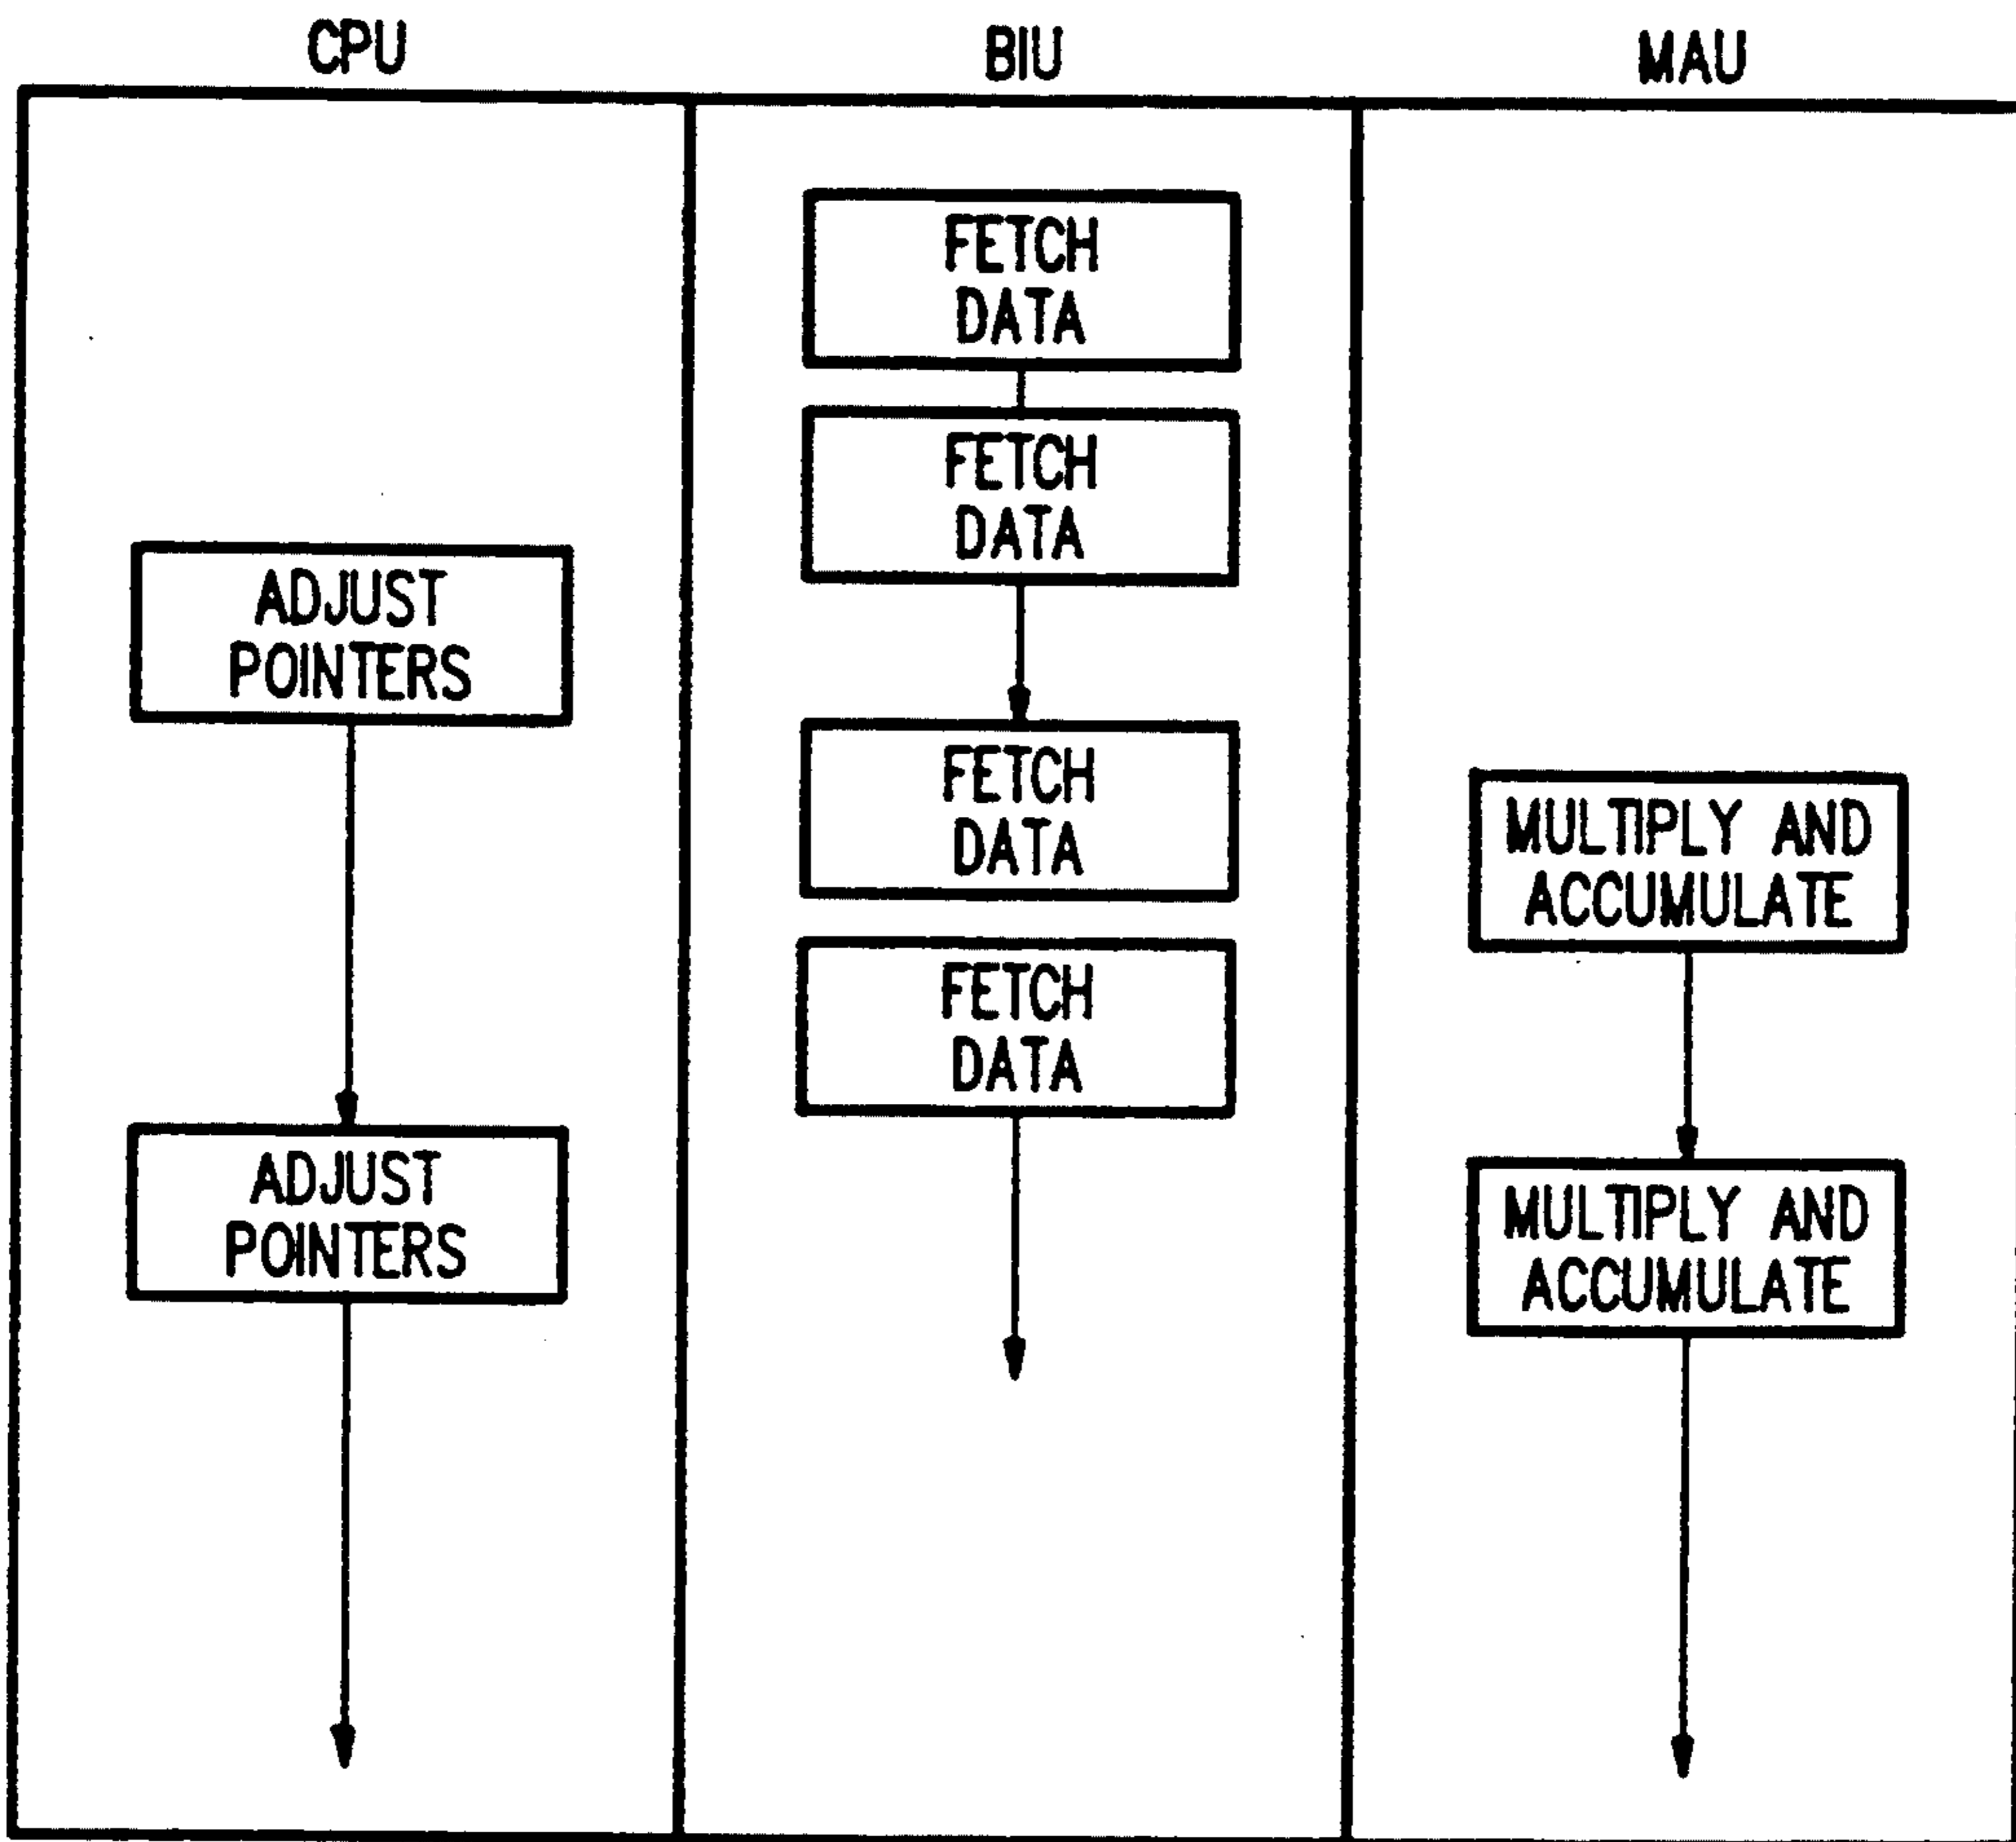 CPU
BIU
MAU
FETCH
DATA
FETCH
DATA
ADJUST
POINTERS
FETCH
DATA
MULTIPLY AND
ACCUMULATE
FETCH
DATA
ADJUST
POINTERS
MULTIPLY AND
ACCUMULATE